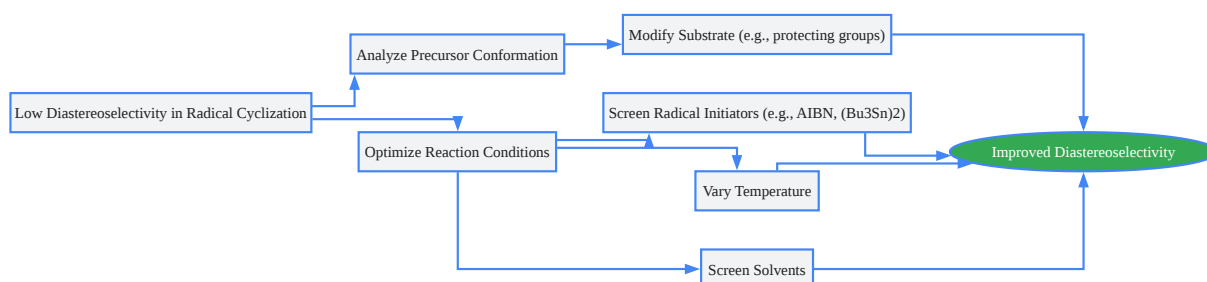 Modify Substrate (e.g., protecting groups)
Analyze Precursor Conformation
Low Diastereoselectivity in Radical Cyclization
Screen Radical Initiators (e.g., AIBN, (Bu3Sn)2)
Optimize Reaction Conditions
Improved Diastereoselectivity
Vary Temperature
Screen Solvents